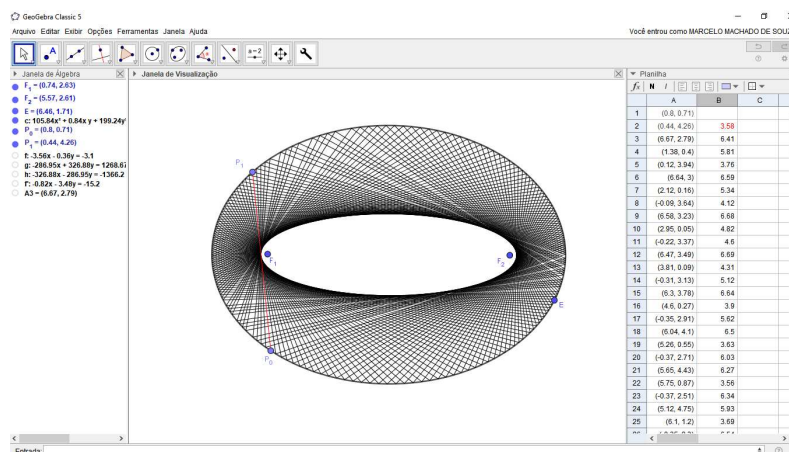 GeoGebra Classic 5
Arquivo Editar Exibir Opções Ferramentas Janela Ajuda
Você entrou como MARCELO MACHADO DE SOUZ
A
a=2
Janela de Álgebra
Janela de Visualização
Planilha
F1 = (0.74, 2.63)
F2 = (5.57, 2.61)
E = (6.46, 1.71)
c: 105.84x² + 0.84x y + 199.24y²
P0 = (0.8, 0.71)
P1 = (0.44, 4.26)
f: -3.56x - 0.36y = -3.1
g: -286.95x + 326.88y = 1268.67
h: -326.88x - 286.95y = -1366.2
f': -0.82x - 3.48y = -15.2
A3 = (6.67, 2.79)
P1
F1
F2
E
P0
fx N I
A B C
1 (0.8, 0.71)
2 (0.44, 4.26) 3.58
3 (6.67, 2.79) 6.41
4 (1.38, 0.4) 5.81
5 (0.12, 3.94) 3.76
6 (6.64, 3) 6.59
7 (2.12, 0.16) 5.34
8 (-0.09, 3.64) 4.12
9 (6.58, 3.23) 6.68
10 (2.95, 0.05) 4.82
11 (-0.22, 3.37) 4.6
12 (6.47, 3.49) 6.69
13 (3.81, 0.09) 4.31
14 (-0.31, 3.13) 5.12
15 (6.3, 3.78) 6.64
16 (4.6, 0.27) 3.9
17 (-0.35, 2.91) 5.62
18 (6.04, 4.1) 6.5
19 (5.26, 0.55) 3.63
20 (-0.37, 2.71) 6.03
21 (5.65, 4.43) 6.27
22 (5.75, 0.87) 3.56
23 (-0.37, 2.51) 6.34
24 (5.12, 4.75) 5.93
25 (6.1, 1.2) 3.69
Entrada: